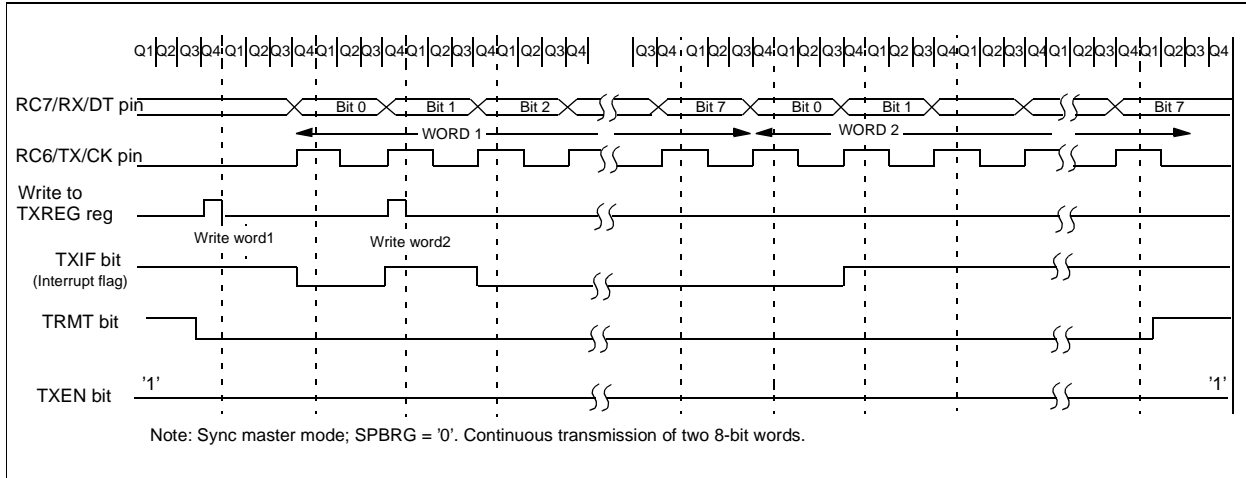 Q1 Q2 Q3 Q4 Q1 Q2 Q3 Q4 Q1 Q2 Q3 Q4 Q1 Q2 Q3 Q4 Q1 Q2 Q3 Q4 Q3 Q4 Q1 Q2 Q3 Q4 Q1 Q2 Q3 Q4 Q1 Q2 Q3 Q4 Q1 Q2 Q3 Q4 Q1 Q2 Q3 Q4 Q1 Q2 Q3 Q4
RC7/RX/DT pin Bit 0 Bit 1 Bit 2 Bit 7 Bit 0 Bit 1 Bit 7
WORD 1 WORD 2
RC6/TX/CK pin
Write to
TXREG reg
Write word1 Write word2
TXIF bit
(Interrupt flag)
TRMT bit
TXEN bit '1' '1'
Note: Sync master mode; SPBRG = '0'. Continuous transmission of two 8-bit words.